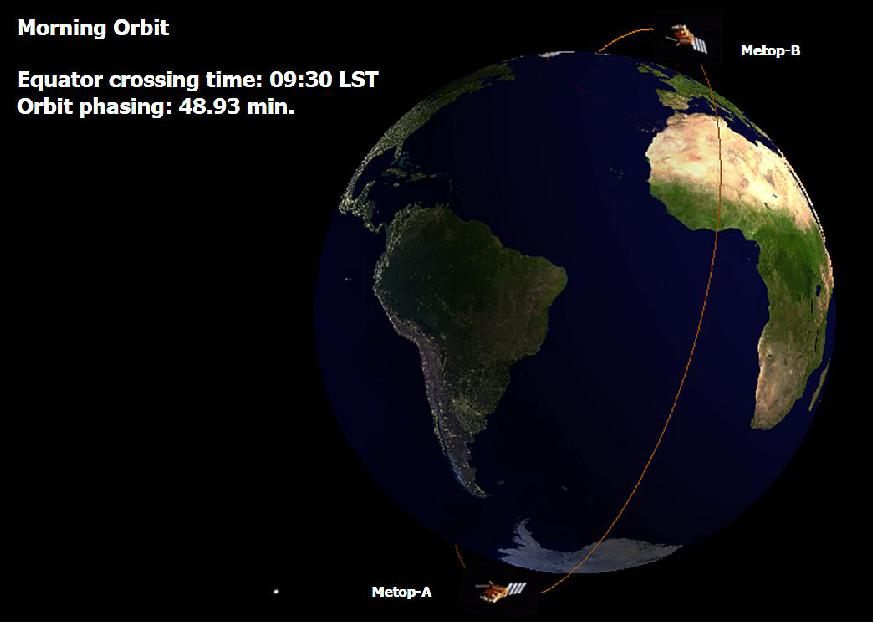 Morning Orbit
Metop-B
Equator crossing time: 09:30 LST
Orbit phasing: 48.93 min.
Metop-A